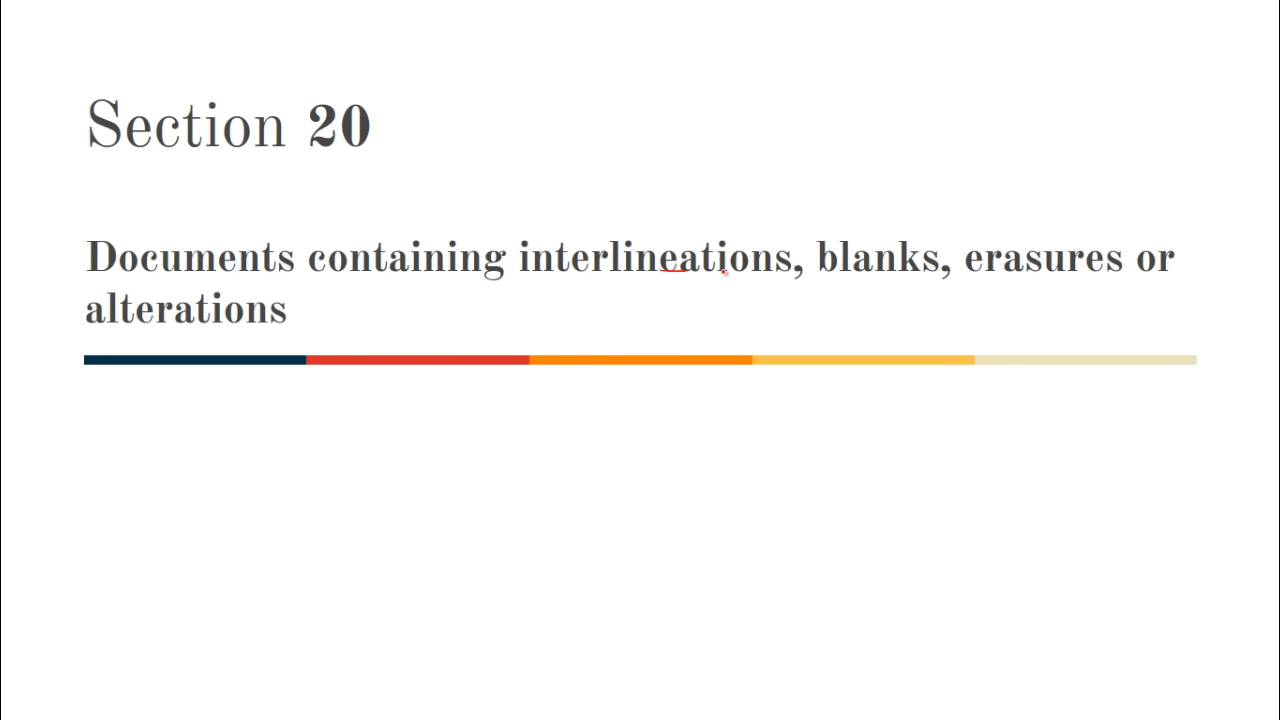 Section 20
Documents containing interlineations, blanks, erasures or
alterations